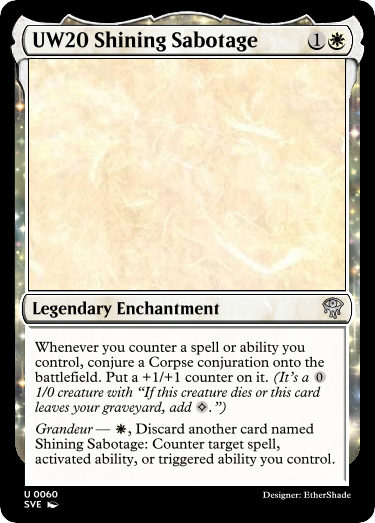 UW20 Shining Sabotage 1
Legendary Enchantment
Whenever you counter a spell or ability you
control, conjure a Corpse conjuration onto the
battlefield. Put a +1/+1 counter on it. (It's a 0
1/0 creature with “If this creature dies or this card
leaves your graveyard, add .”)
Grandeur — , Discard another card named
Shining Sabotage: Counter target spell,
activated ability, or triggered ability you control.
U 0060
SVE
Designer: EtherShade